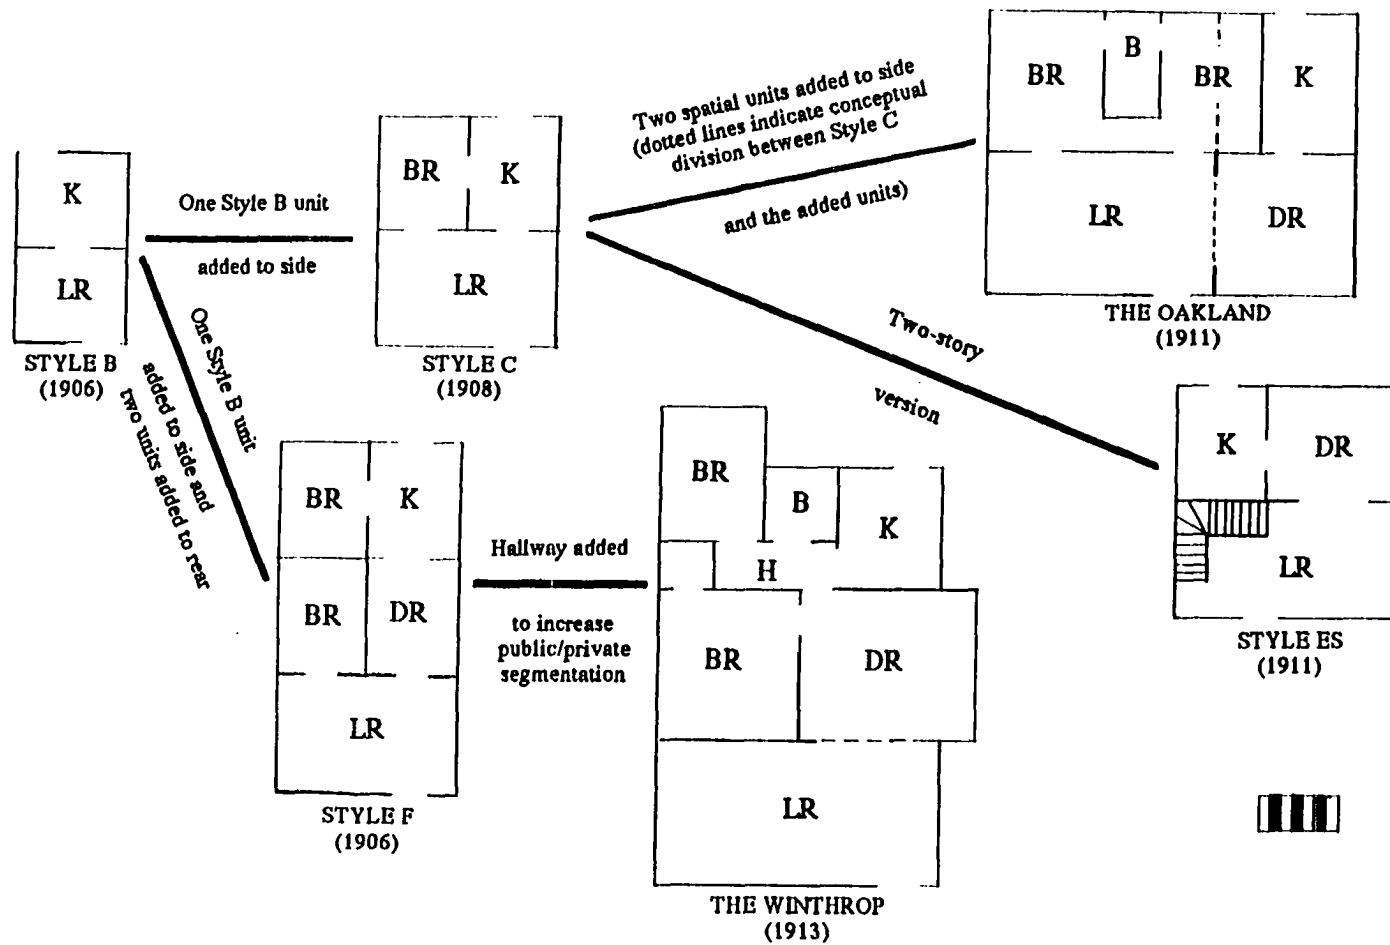 K
LR
STYLE B
(1906)
One Style B unit
added to side
BR
K
LR
STYLE C
(1908)
Two spatial units added to side
(dotted lines indicate conceptual
division between Style C
and the added units)
BR
B
BR
K
LR
DR
THE OAKLAND
(1911)
Two-story
version
K
DR
LR
STYLE ES
(1911)
One Style B unit
added to side and
two units added to rear
BR
K
BR
DR
LR
STYLE F
(1906)
Hallway added
to increase
public/private
segmentation
BR
B
K
H
BR
DR
LR
THE WINTHROP
(1913)